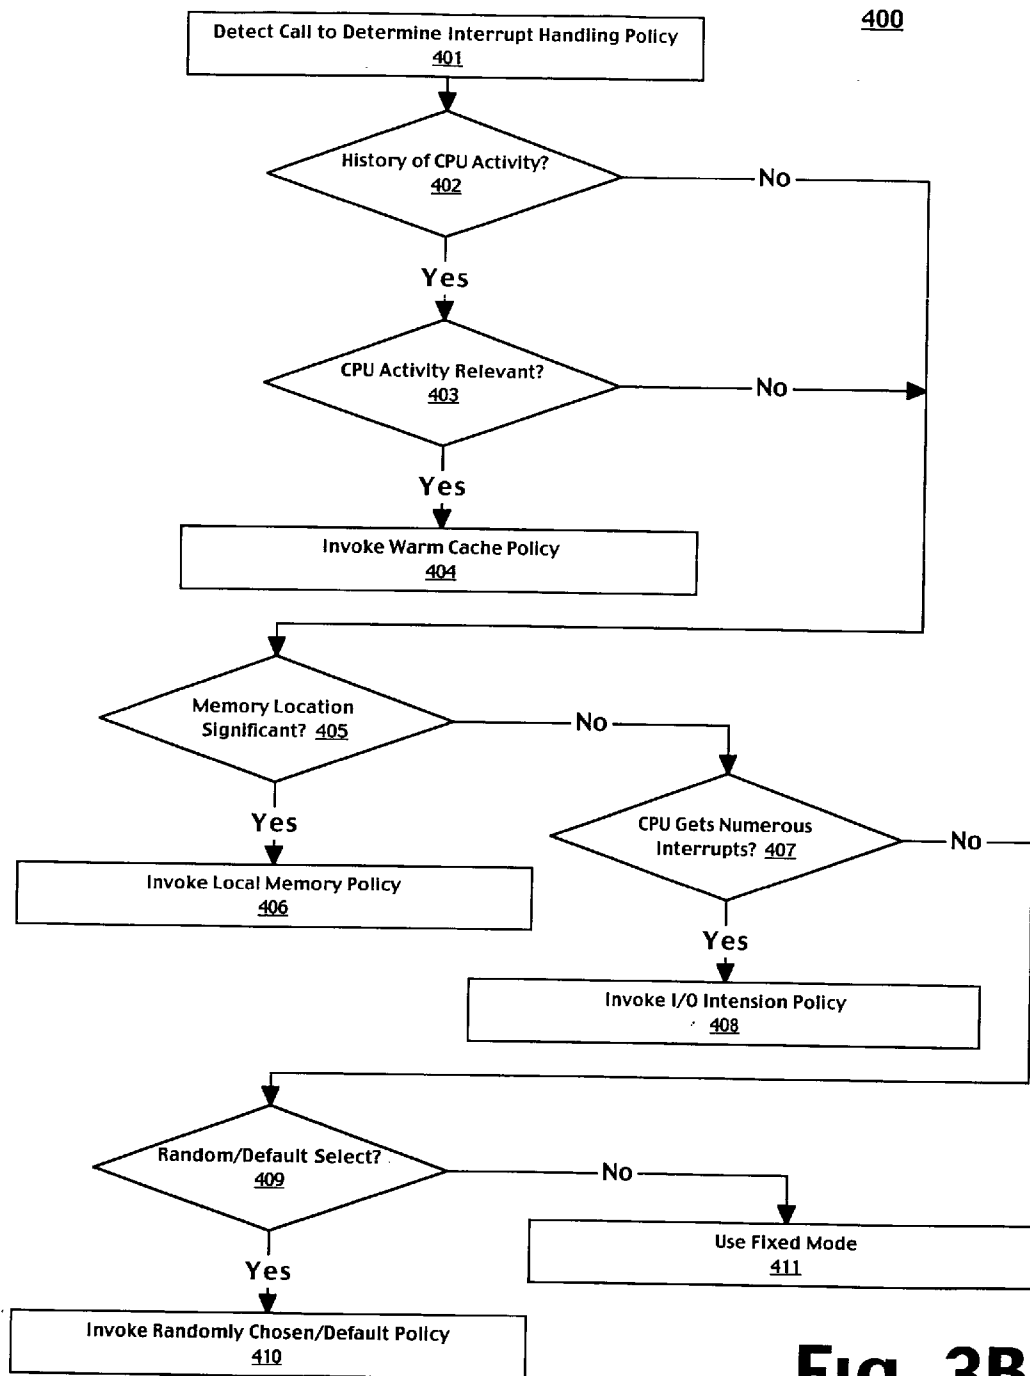 400
Detect Call to Determine Interrupt Handling Policy
401
History of CPU Activity?
402
No
Yes
CPU Activity Relevant?
403
No
Yes
Invoke Warm Cache Policy
404
Memory Location
Significant? 405
No
Yes
Invoke Local Memory Policy
406
CPU Gets Numerous
Interrupts? 407
No
Yes
Invoke I/O Intension Policy
408
Random/Default Select?
409
No
Yes
Use Fixed Mode
411
Invoke Randomly Chosen/Default Policy
410
Fig. 3B